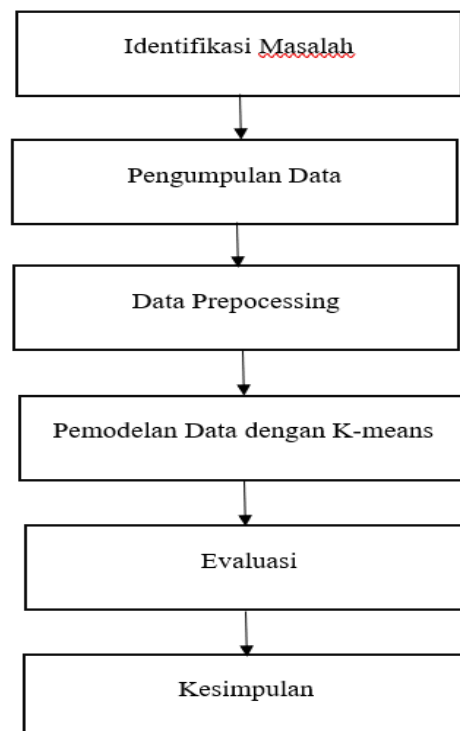 Identifikasi Masalah
Pengumpulan Data
Data Prepocessing
Pemodelan Data dengan K-means
Evaluasi
Kesimpulan